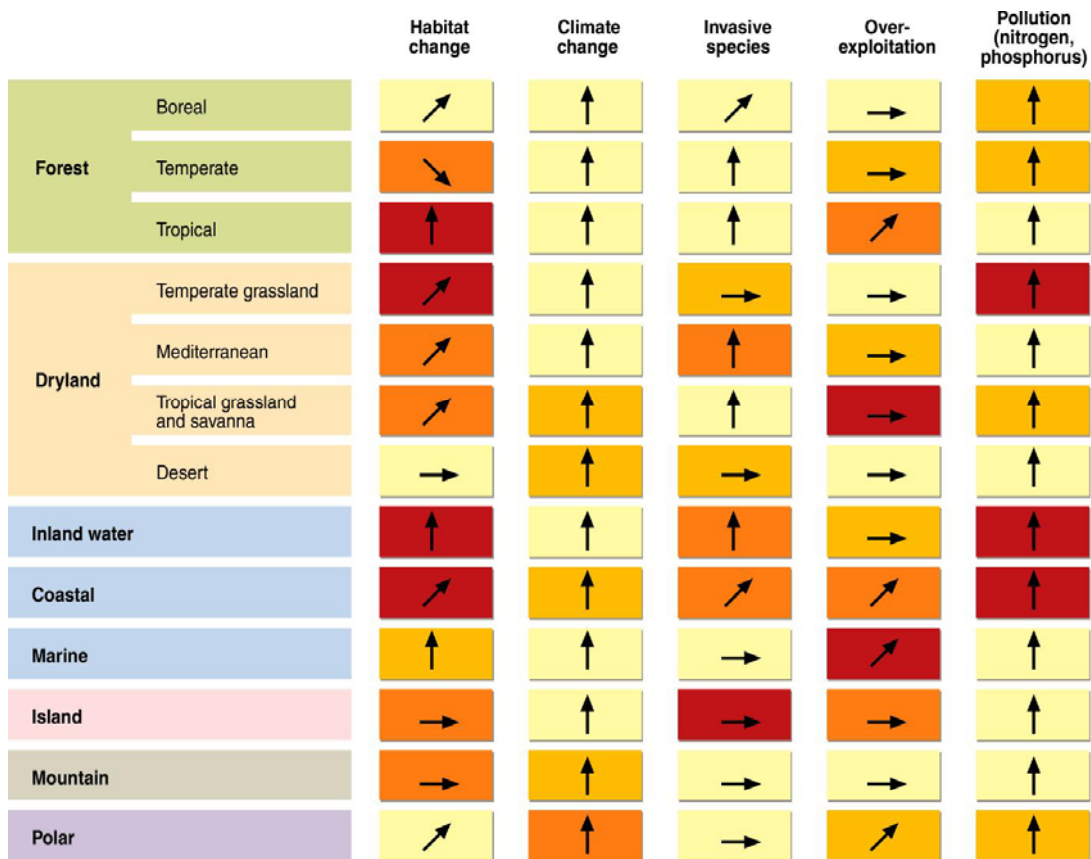 Habitat
change
Climate
change
Invasive
species
Over-
exploitation
Pollution
(nitrogen,
phosphorus)
Forest
Boreal
Temperate
Tropical
Dryland
Temperate grassland
Mediterranean
Tropical grassland
and savanna
Desert
Inland water
Coastal
Marine
Island
Mountain
Polar